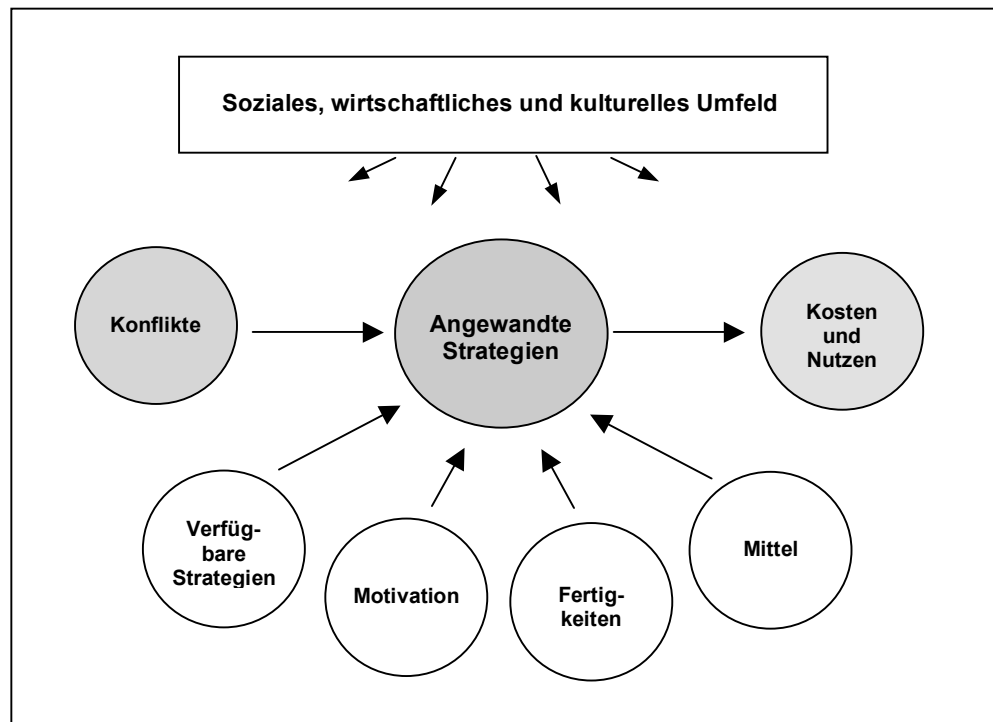 Soziales, wirtschaftliches und kulturelles Umfeld
Konflikte
Angewandte
Strategien
Kosten
und
Nutzen
Verfüg-
bare
Strategien
Motivation
Fertig-
keiten
Mittel